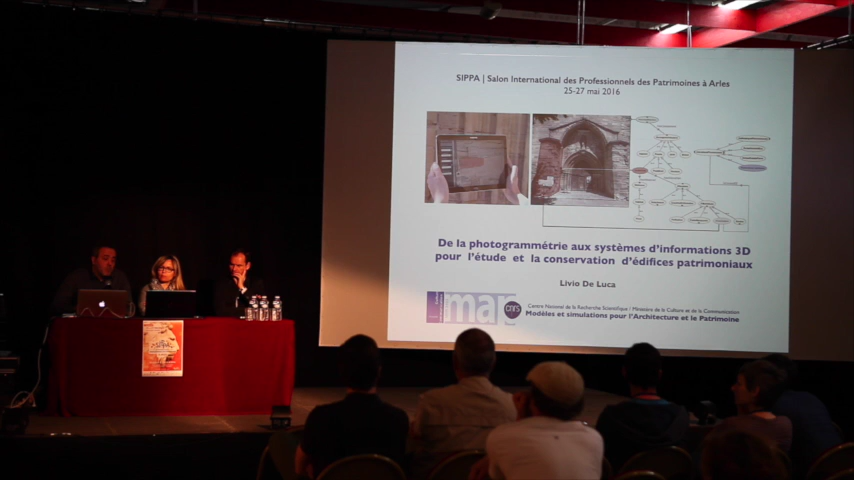 SIPPA | Salon International des Professionnels des Patrimoines à Arles
25-27 mai 2016
De la photogrammétrie aux systèmes d'informations 3D
pour l'étude et la conservation d'édifices patrimoniaux
Livio De Luca
map
cnrs
Centre National de la Recherche Scientifique / Ministère de la Culture et de la Communication
Modèles et simulations pour l'Architecture et le Patrimoine